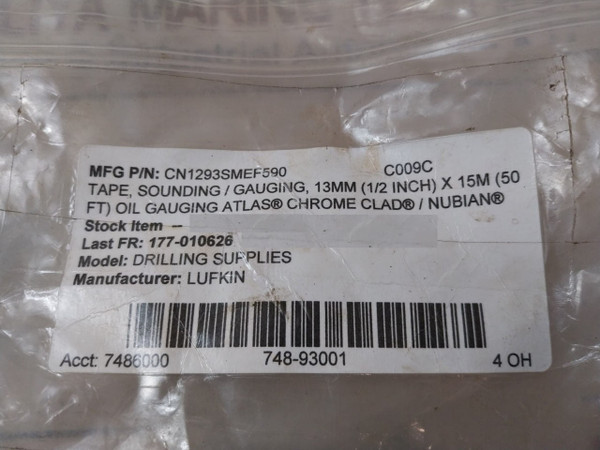 MFG P/N: CN1293SMEF590 C009C
TAPE, SOUNDING / GAUGING, 13MM (1/2 INCH) X 15M (50
FT) OIL GAUGING ATLAS® CHROME CLAD® / NUBIAN®
Stock Item --
Last FR: 177-010626
Model: DRILLING SUPPLIES
Manufacturer: LUFKIN
Acct: 7486000 748-93001 4 OH